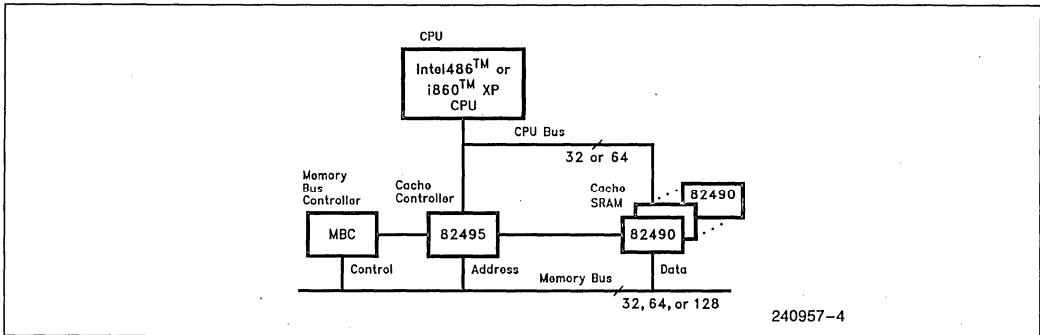 CPU
Intel486™ or
i860™ XP
CPU
CPU Bus
32 or 64
Memory
Bus
Controller
Cache
Controller
Cache
SRAM
82490
MBC
82495
82490
Control
Address
Data
Memory Bus
32, 64, or 128
240957-4